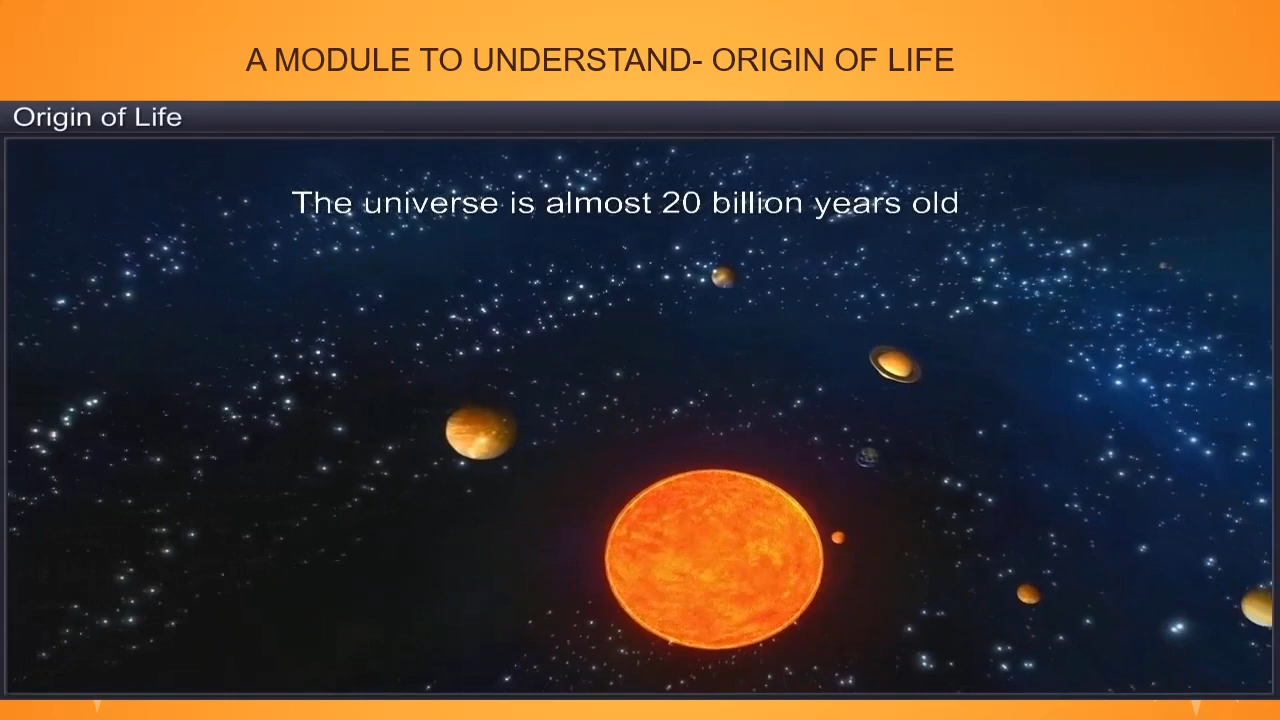 A MODULE TO UNDERSTAND- ORIGIN OF LIFE
Origin of Life
The universe is almost 20 billion years old